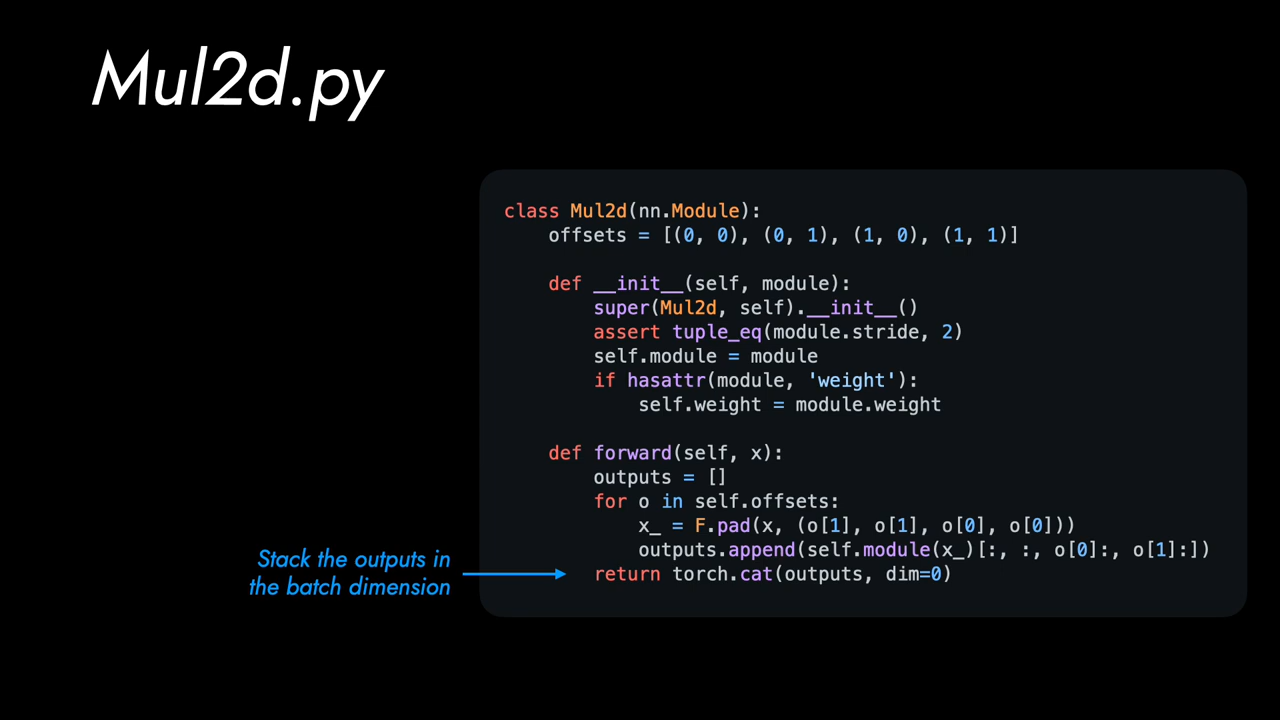 Mul2d.py
class Mul2d(nn.Module):
    offsets = [(0, 0), (0, 1), (1, 0), (1, 1)]
    def __init__(self, module):
        super(Mul2d, self).__init__()
        assert tuple_eq(module.stride, 2)
        self.module = module
        if hasattr(module, 'weight'):
            self.weight = module.weight
    def forward(self, x):
        outputs = []
        for o in self.offsets:
            x_ = F.pad(x, (o[1], o[1], o[0], o[0]))
            outputs.append(self.module(x_)[:, :, o[0]:, o[1]:])
        return torch.cat(outputs, dim=0)
Stack the outputs in
the batch dimension